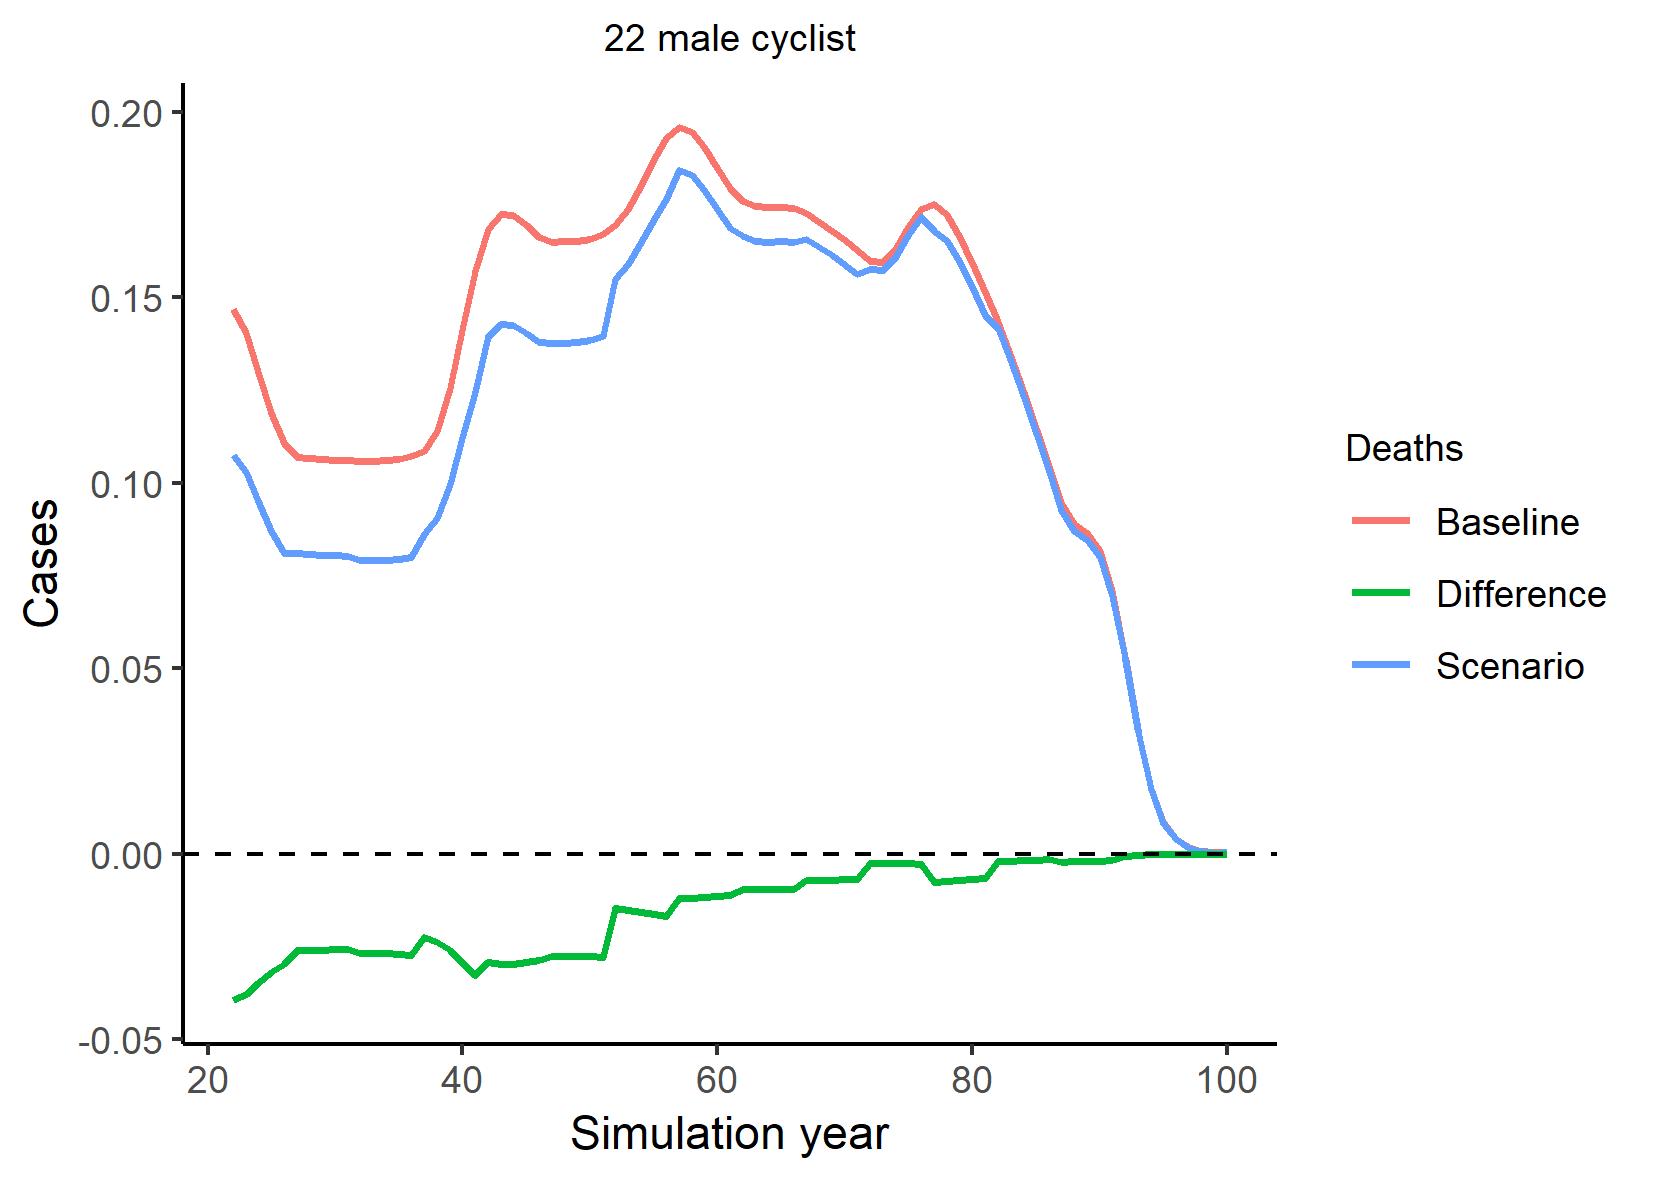 22 male cyclist
0.20
0.15
0.10
0.05
0.00
-0.05
Cases
20 40 60 80 100
Simulation year
Deaths
Baseline
Difference
Scenario